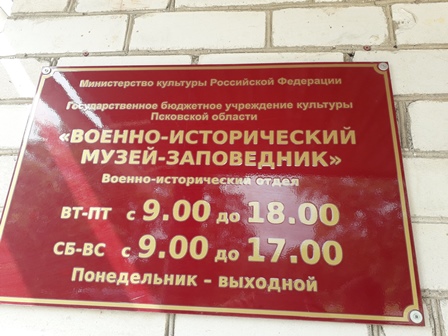 Министерство культуры Российской Федерации
Государственное бюджетное учреждение культуры
Псковской области
«ВОЕННО-ИСТОРИЧЕСКИЙ
МУЗЕЙ-ЗАПОВЕДНИК»
Военно-исторический отдел
ВТ-ПТ с 9.00 до 18.00
СБ-ВС с 9.00 до 17.00
Понедельник – выходной